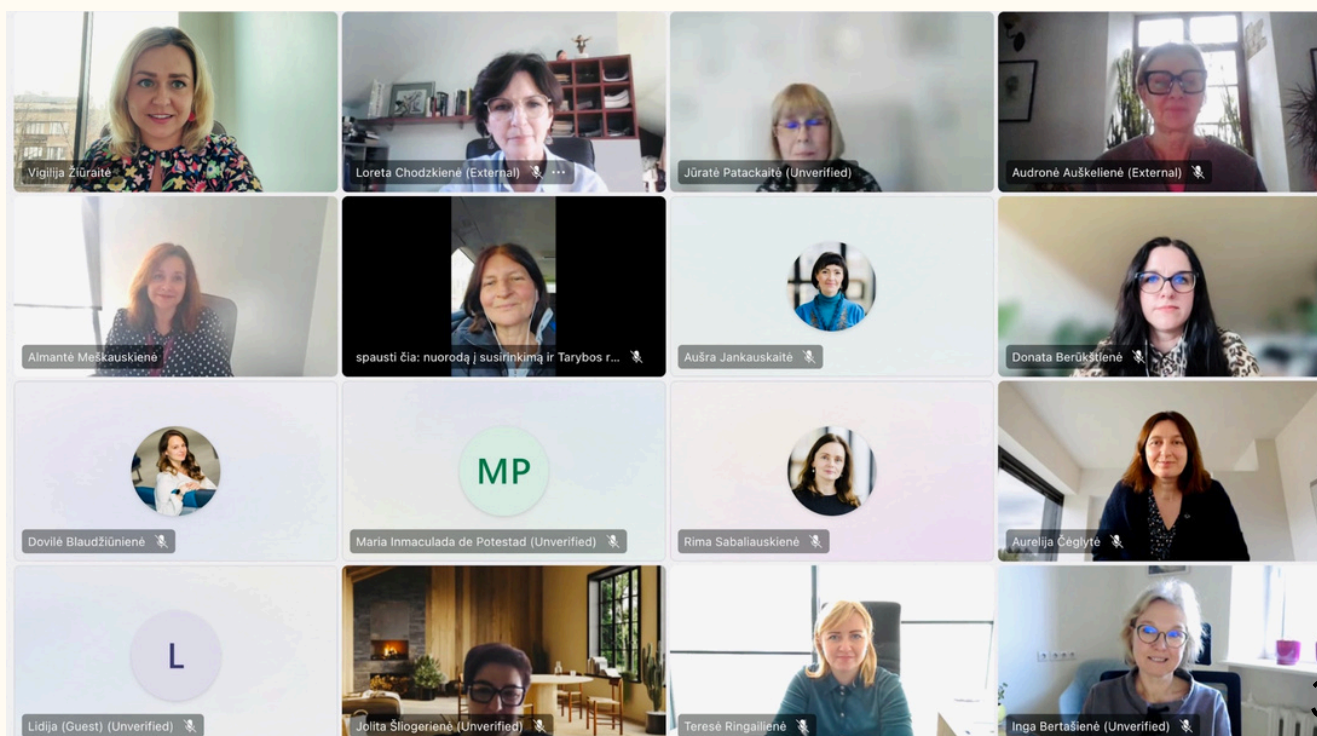 Vigilija Žiūraitė
Loreta Chodzkienė (External)
Jūratė Patackaitė (Unverified)
Audronė Auškelienė (External)
Almantė Meškauskienė
spausti čia: nuorodą į susirinkimą ir Tarybos r...
Aušra Jankauskaitė
Donata Berūkštienė
Dovilė Blaudžiūnienė
MP
Maria Inmaculada de Potestad (Unverified)
Rima Sabaliauskienė
Aurelija Čėglytė
L
Lidija (Guest) (Unverified)
Jolita Šliogerienė (Unverified)
Teresė Ringailienė
Inga Bertašienė (Unverified)